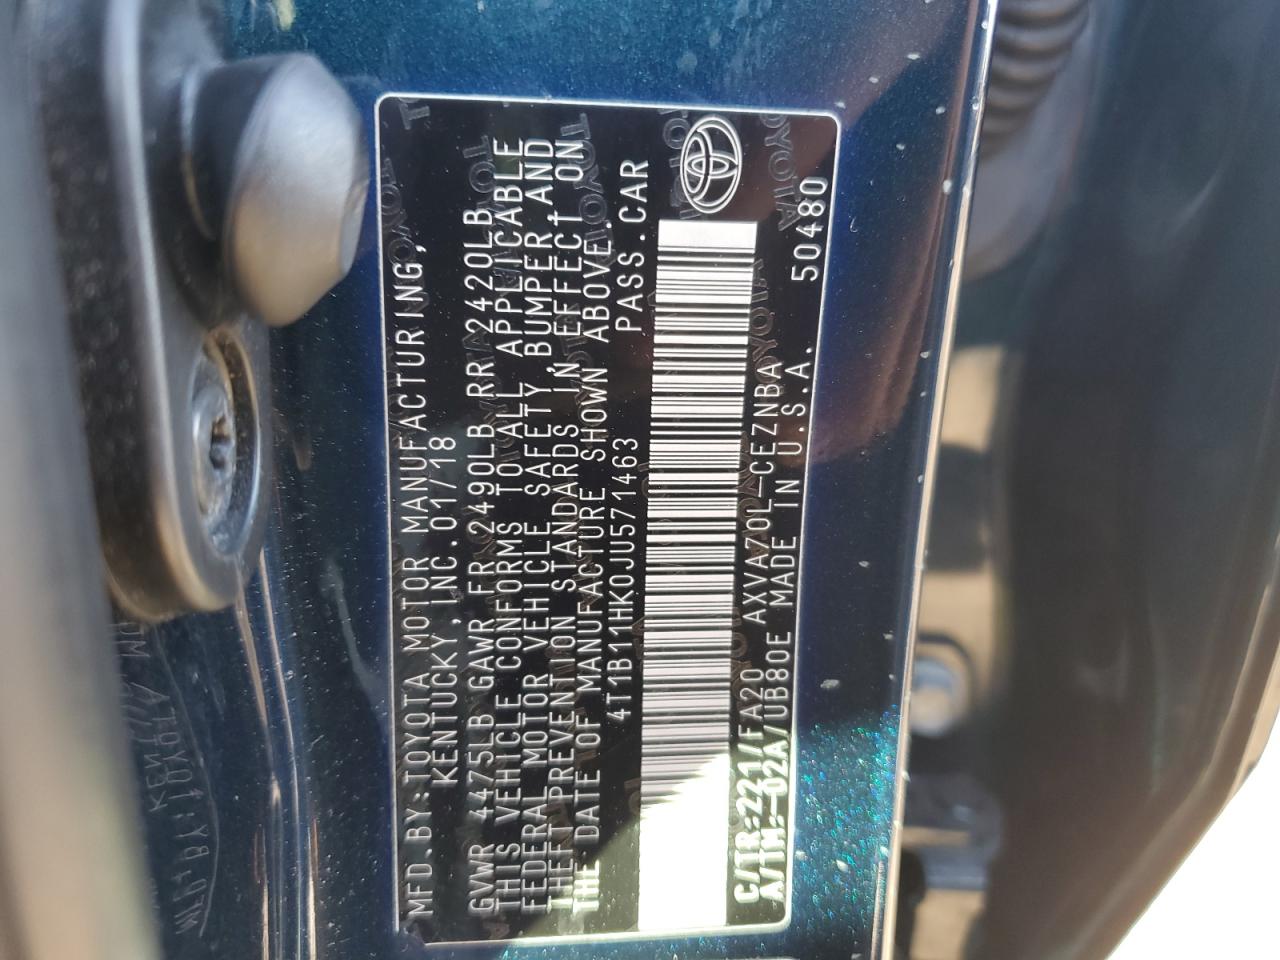 MFD.BY:TOYOTA MOTOR MANUFACTURING,
KENTUCKY,INC.01/18
GVWR 4475LB GAWR FR 2490LB RR 2420LB
THIS VEHICLE CONFORMS TO ALL APPLICABLE
FEDERAL MOTOR VEHICLE SAFETY, BUMPER,AND
THEFT PREVENTION STANDARDS IN EFFECT ON
THE DATE OF MANUFACTURE SHOWN ABOVE.
4T1B11HK0JU571463 PASS.CAR
C/TR:221/FA20 AXVA70L-CEZNBA 50480
A/TM:-02A/UB80E MADE IN U.S.A.
TOYOTA